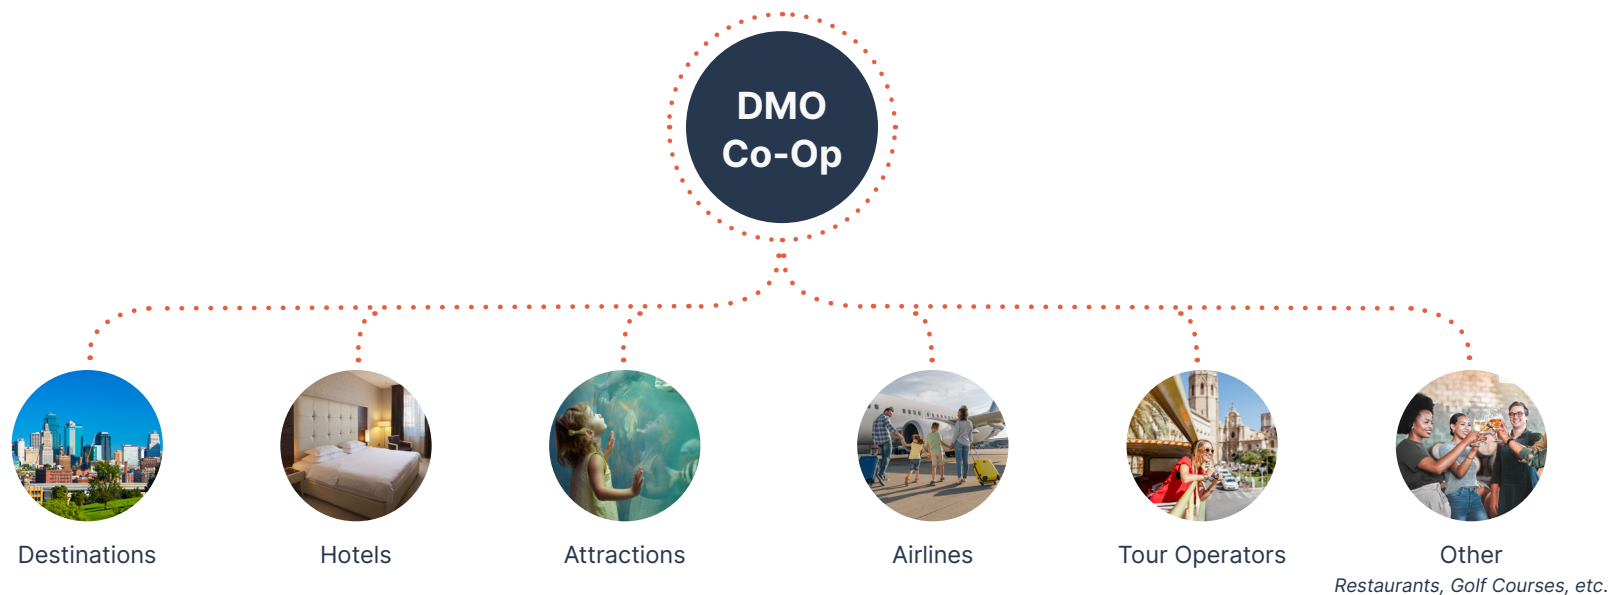 DMO
Co-Op
Destinations
Hotels
Attractions
Airlines
Tour Operators
Other
Restaurants, Golf Courses, etc.